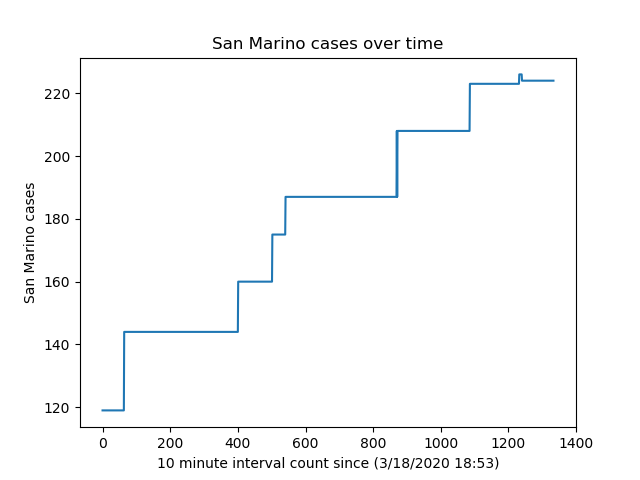 San Marino cases over time
220
200
180
160
140
120
San Marino cases
0 200 400 600 800 1000 1200 1400
10 minute interval count since (3/18/2020 18:53)